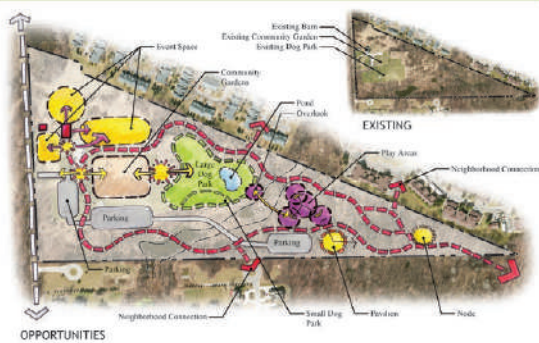 Existing Barn
Existing Community Garden
Existing Dog Park
Event Space
Community
Gardens
EXISTING
Pond
Overlook
Play Areas
Large
Dog
Park
Neighborhood Connection
Parking
Parking
Parking
Neighborhood Connection
Small Dog
Park
Pavilion
Node
OPPORTUNITIES